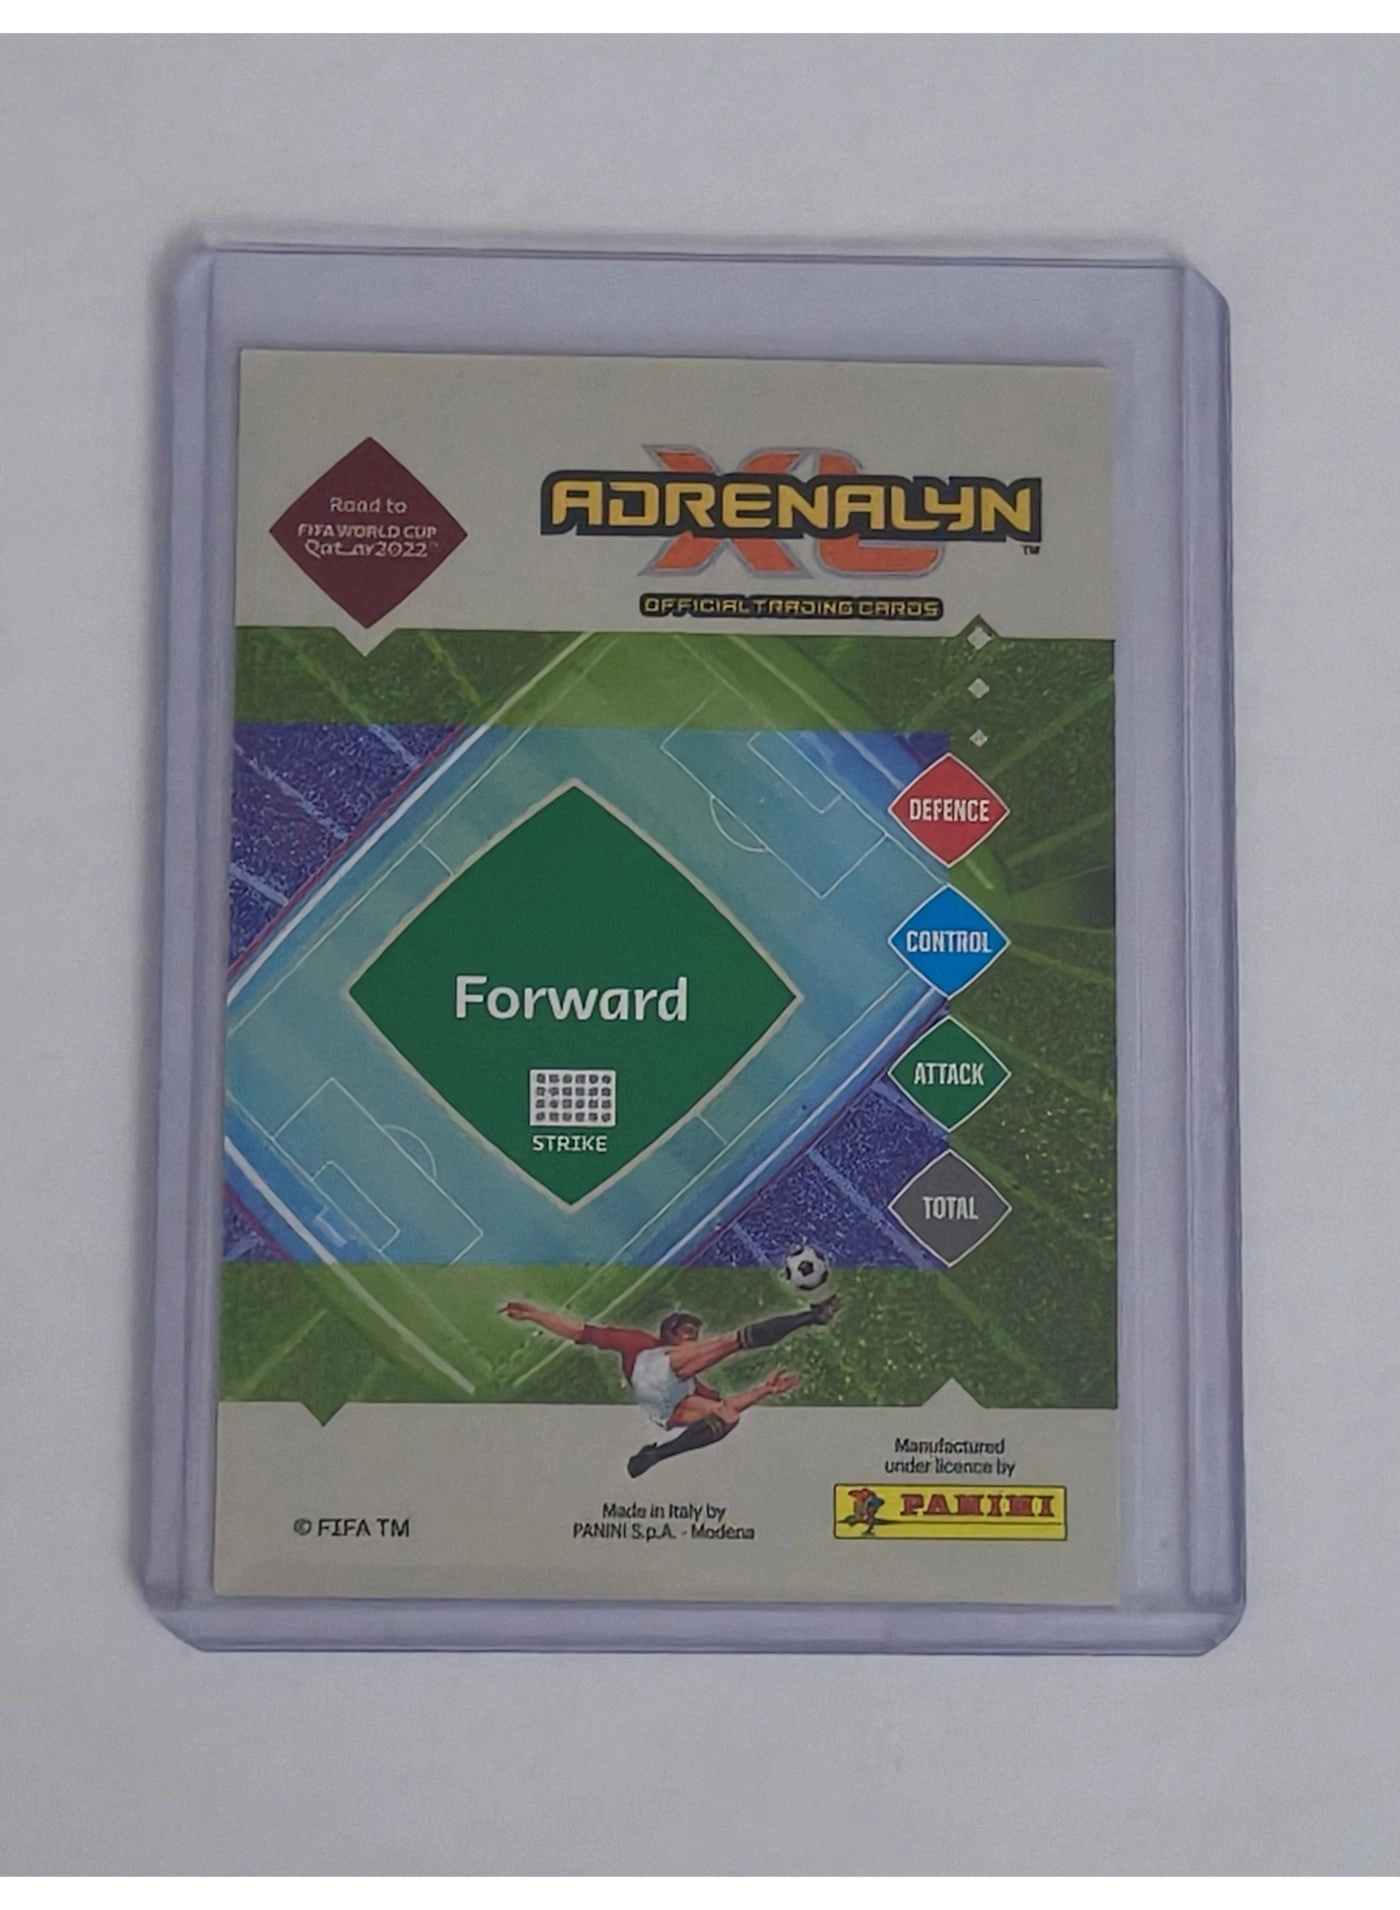 Road to
FIFA WORLD CUP
Qatar2022™
XL
ADRENALYN
™
OFFICIAL TRADING CARDS
DEFENCE
CONTROL
Forward
ATTACK
STRIKE
TOTAL
Manufactured
under licence by
PANINI
Made in Italy by
PANINI S.p.A. - Modena
© FIFA TM